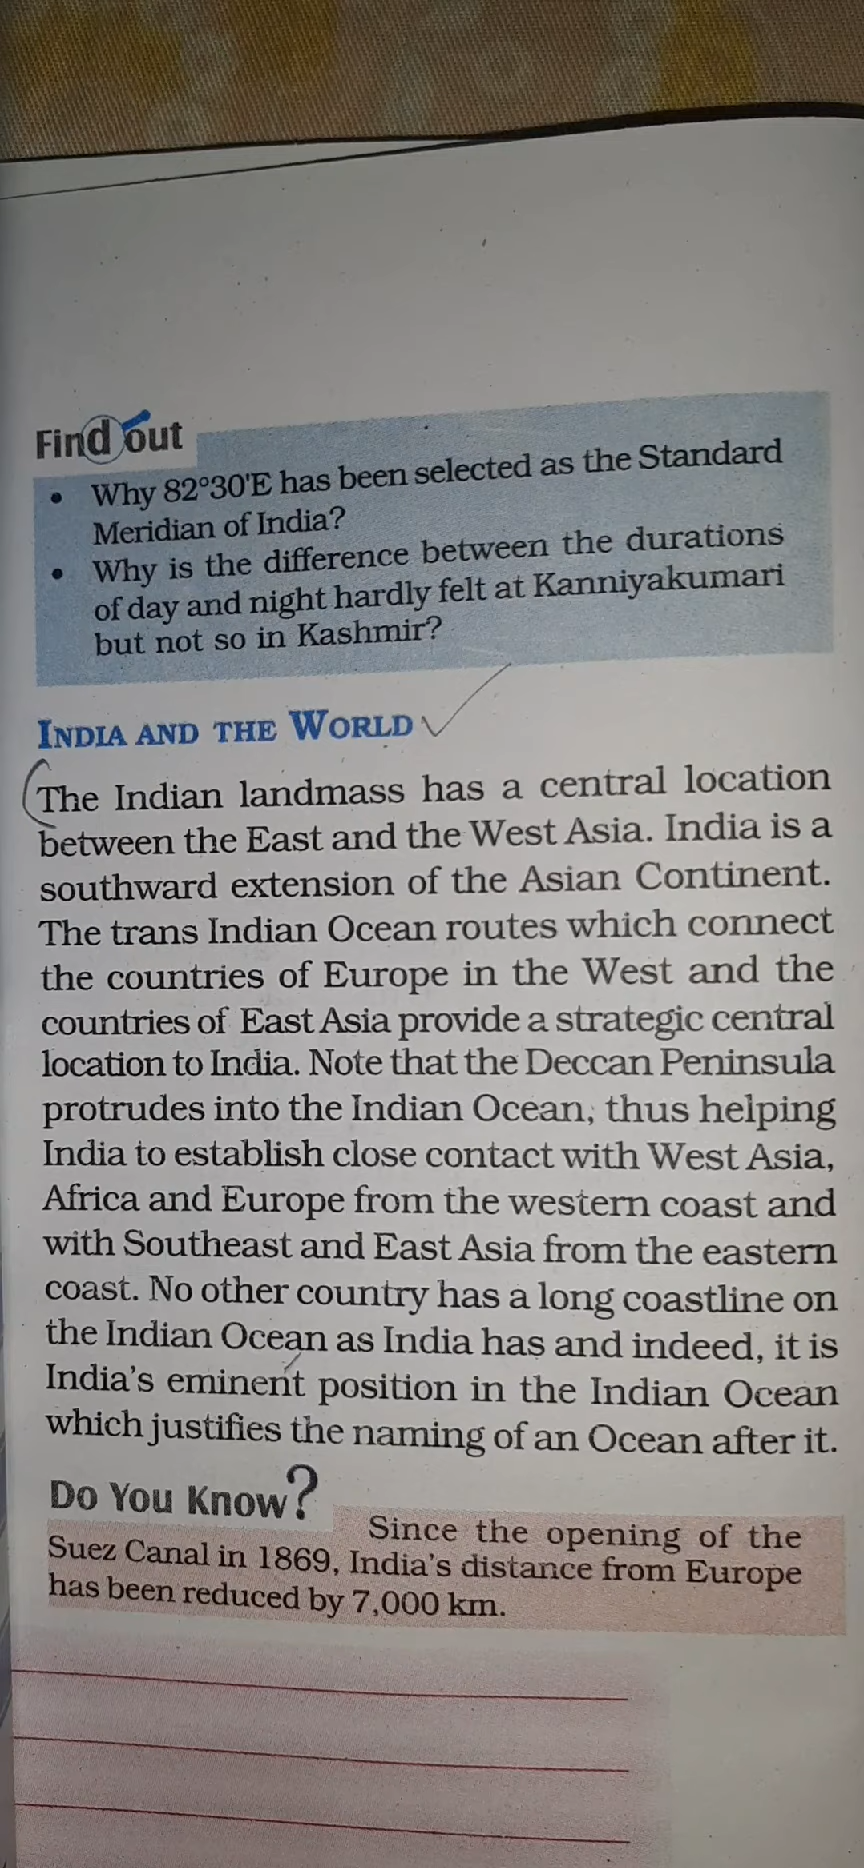 Find out
• Why 82°30'E has been selected as the Standard
Meridian of India?
• Why is the difference between the durations
of day and night hardly felt at Kanniyakumari
but not so in Kashmir?
INDIA AND THE WORLD
The Indian landmass has a central location
between the East and the West Asia. India is a
southward extension of the Asian Continent.
The trans Indian Ocean routes which connect
the countries of Europe in the West and the
countries of East Asia provide a strategic central
location to India. Note that the Deccan Peninsula
protrudes into the Indian Ocean, thus helping
India to establish close contact with West Asia,
Africa and Europe from the western coast and
with Southeast and East Asia from the eastern
coast. No other country has a long coastline on
the Indian Ocean as India has and indeed, it is
India's eminent position in the Indian Ocean
which justifies the naming of an Ocean after it.
DO YOU KNOW?
Since the opening of the
Suez Canal in 1869, India's distance from Europe
has been reduced by 7,000 km.